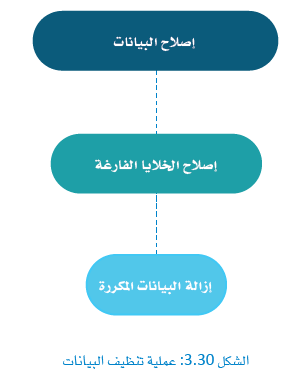 إصلاح البيانات
إصلاح الخلايا الفارغة
إزالة البيانات المكررة
الشكل 3.30: عملية تنظيف البيانات